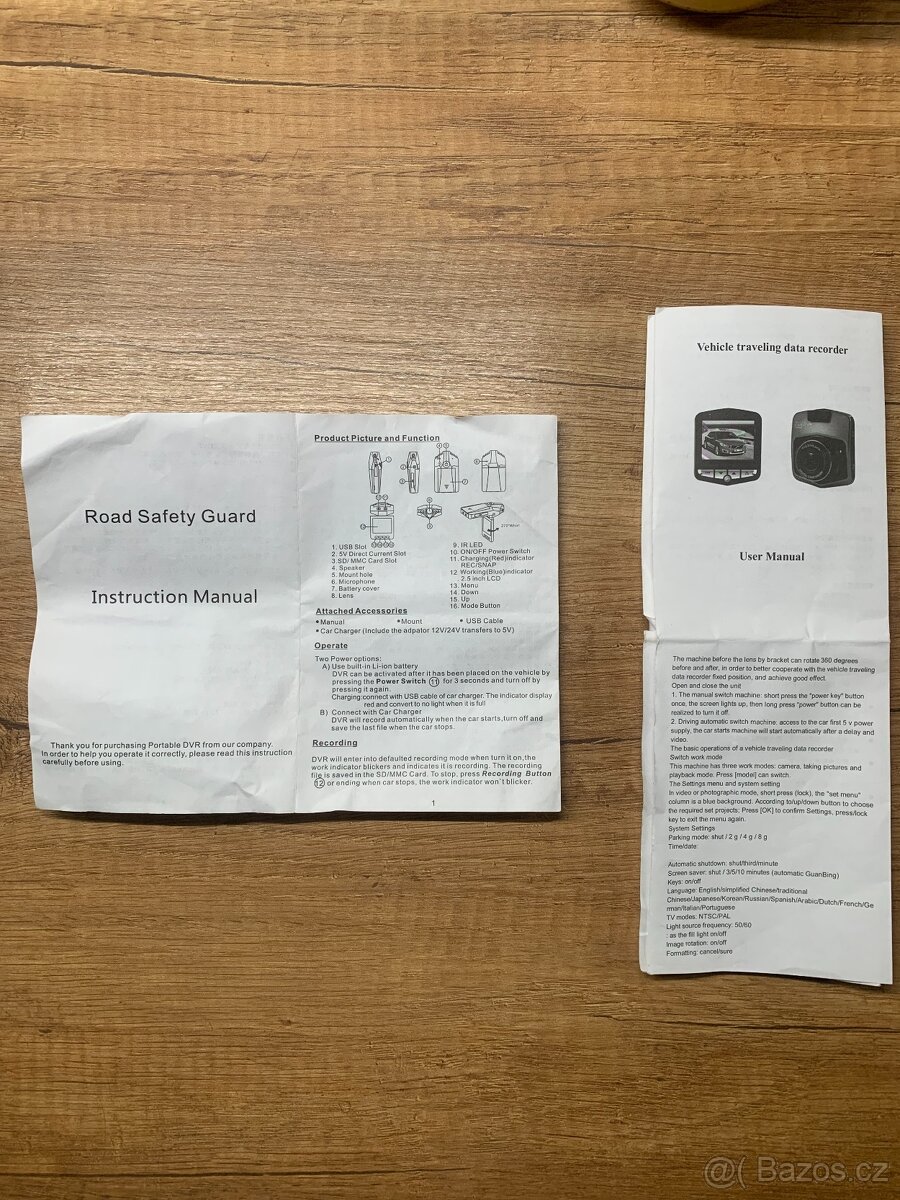 Road Safety Guard
Instruction Manual
Thank you for purchasing Portable DVR from our company.
In order to help you operate it correctly, please read this instruction
carefully before using.
Product Picture and Function
270°Wheel
1. USB Slot
2. 5V Direct Current Slot
3.SD/ MMC Card Slot
4. Speaker
5. Mount hole
6. Microphone
7. Battery cover
8. Lens
9. IR LED
10. ON/OFF Power Switch
11. Charging(Red)indicator
REC/SNAP
12 Working(Blue)indicator
2.5 inch LCD
13. Menu
14. Down
15. Up
16. Mode Button
Attached Accessories
•Manual •Mount • USB Cable
•Car Charger (Include the adpator 12V/24V transfers to 5V)
Operate
Two Power options:
A) Use built-in Li-ion battery
DVR can be activated after it has been placed on the vehicle by
pressing the Power Switch ⑪ for 3 seconds and turn off by
pressing it again.
Charging:connect with USB cable of car charger. The indicator display
red and convert to no light when it is full
B) Connect with Car Charger
DVR will record automatically when the car starts,turn off and
save the last file when the car stops.
Recording
DVR will enter into defaulted recording mode when turn it on,the
work indicator blickers and indicates it is recording. The recording
file is saved in the SD/MMC Card. To stop, press Recording Button
⑫ or ending when car stops, the work indicator won't blicker.
1
Vehicle traveling data recorder
User Manual
The machine before the lens by bracket can rotate 360 degrees
before and after, in order to better cooperate with the vehicle traveling
data recorder fixed position, and achieve good effect.
Open and close the unit
1. The manual switch machine: short press the "power key" button
once, the screen lights up, then long press "power" button can be
realized to turn it off.
2. Driving automatic switch machine: access to the car first 5 v power
supply, the car starts machine will start automatically after a delay and
video.
The basic operations of a vehicle traveling data recorder
Switch work mode
This machine has three work modes: camera, taking pictures and
playback mode. Press [model] can switch.
The Settings menu and system setting
In video or photographic mode, short press (lock), the "set menu"
column is a blue background. According to/up/down button to choose
the required set projects; Press [OK] to confirm Settings, press/lock
key to exit the menu again.
System Settings
Parking mode: shut / 2 g / 4 g / 8 g
Time/date:
Automatic shutdown: shut/third/minute
Screen saver: shut / 3/5/10 minutes (automatic GuanBing)
Keys: on/off
Language: English/simplified Chinese/traditional
Chinese/Japanese/Korean/Russian/Spanish/Arabic/Dutch/French/Ge
rman/Italian/Portuguese
TV modes: NTSC/PAL
Light source frequency: 50/60
: as the fill light on/off
Image rotation: on/off
Formatting: cancel/sure
@( Bazos.cz